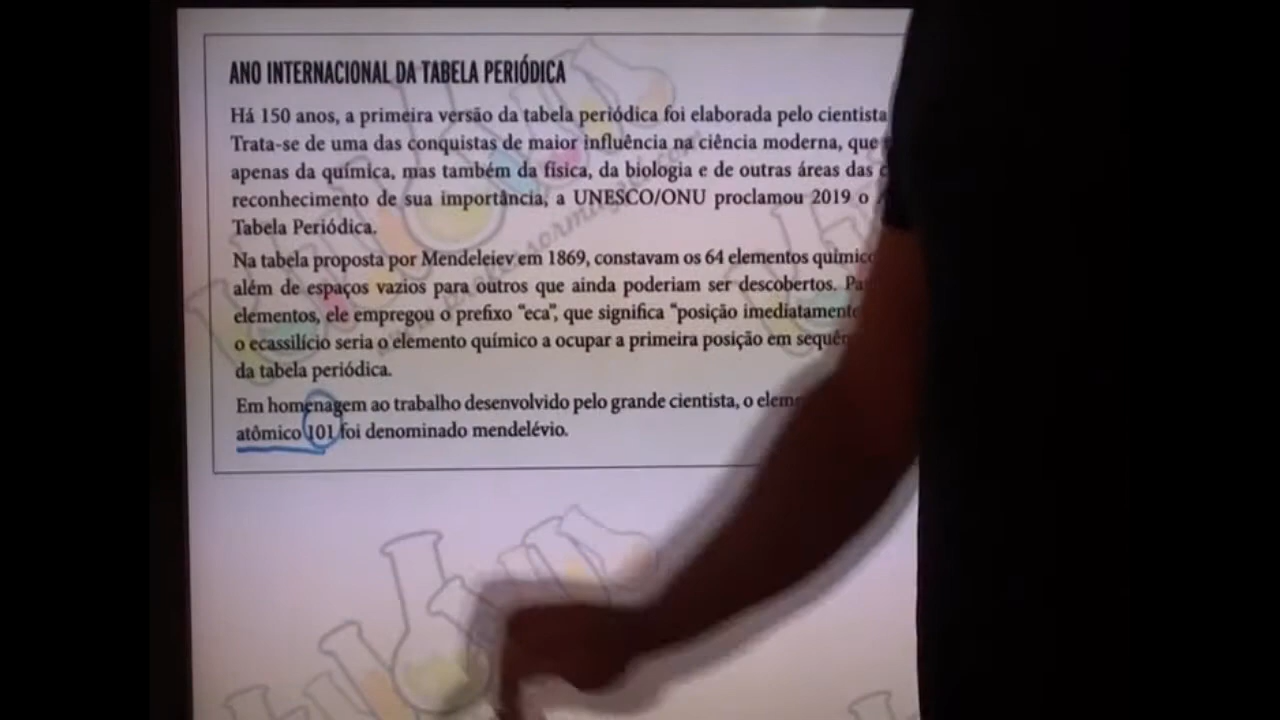 ANO INTERNACIONAL DA TABELA PERIÓDICA
Há 150 anos, a primeira versão da tabela periódica foi elaborada pelo cientista
Trata-se de uma das conquistas de maior influência na ciência moderna, que
apenas da química, mas também da física, da biologia e de outras áreas das
reconhecimento de sua importância, a UNESCO/ONU proclamou 2019 o
Tabela Periódica.
Na tabela proposta por Mendeleiev em 1869, constavam os 64 elementos
além de espaços vazios para outros que ainda poderiam ser descobertos.
elementos, ele empregou o prefixo "eca", que significa "posição
o ecassilício seria o elemento químico a ocupar a primeira posição em
da tabela periódica.
Em homenagem ao trabalho desenvolvido pelo grande cientista, o
atômico 101 foi denominado mendelévio.